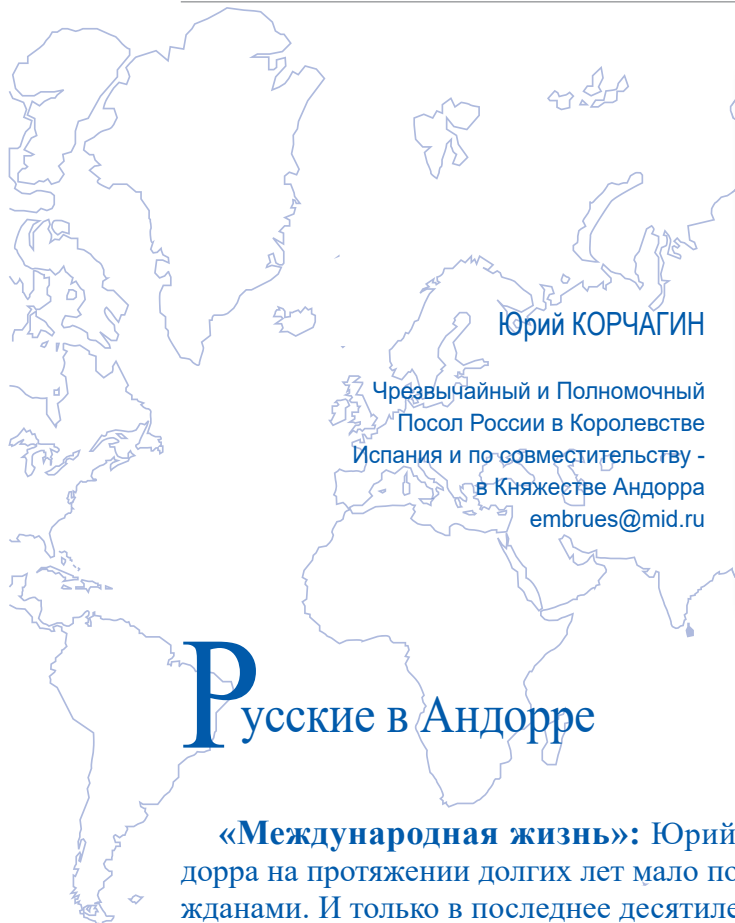 Юрий КОРЧАГИН
Чрезвычайный и Полномочный
Посол России в Королевстве
Испания и по совместительству -
в Княжестве Андорра
embrues@mid.ru
Русские в Андорре
«Международная жизнь»: Юрий
дорра на протяжении долгих лет мало по
жданами. И только в последнее десятиле